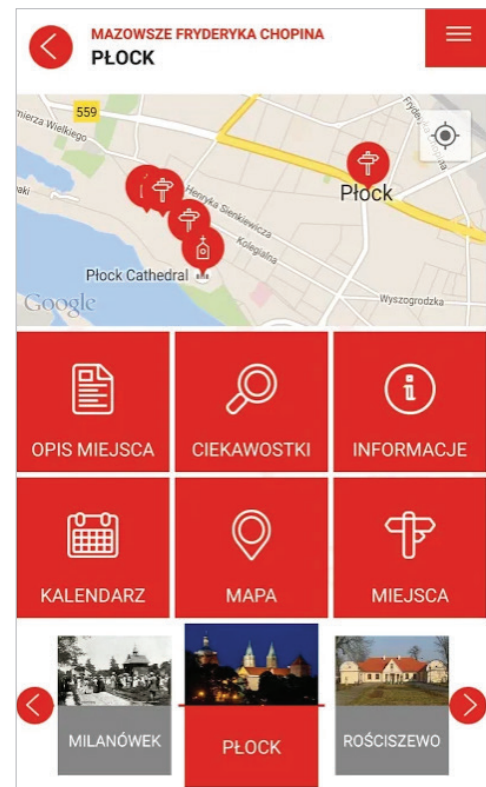 MAZOWSZE FRYDERYKA CHOPINA
PŁOCK
559
Wielkiego
Henryka Sienkiewicza
Kolegialna
Płock
Płock Cathedral
Google
Wyszogrodzka
OPIS MIEJSCA
CIEKAWOSTKI
INFORMACJE
KALENDARZ
MAPA
MIEJSCA
MILANÓWEK
PŁOCK
ROŚCISZEWO